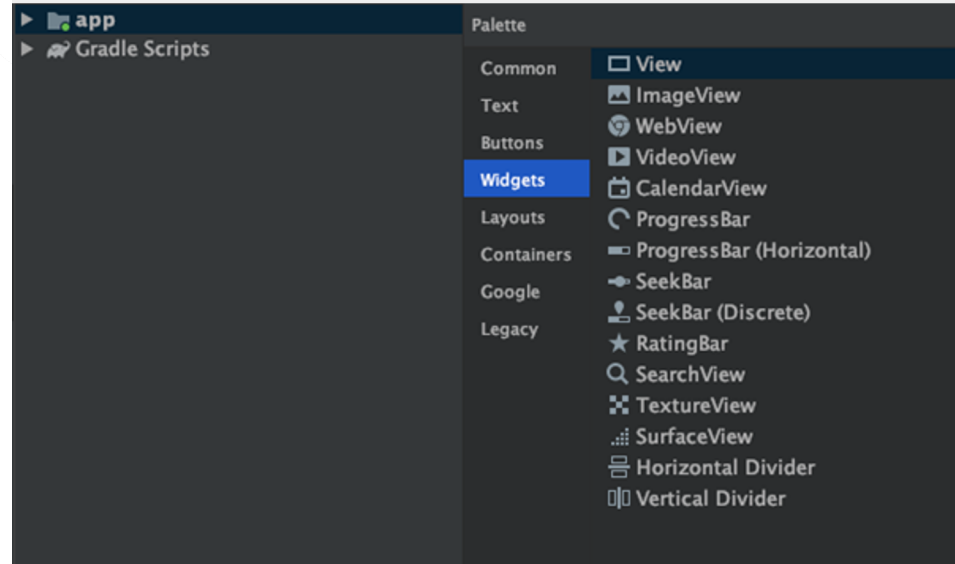 app
Gradle Scripts
Palette
Common
Text
Buttons
Widgets
Layouts
Containers
Google
Legacy
View
ImageView
WebView
VideoView
CalendarView
ProgressBar
ProgressBar (Horizontal)
SeekBar
SeekBar (Discrete)
RatingBar
SearchView
TextureView
SurfaceView
Horizontal Divider
Vertical Divider